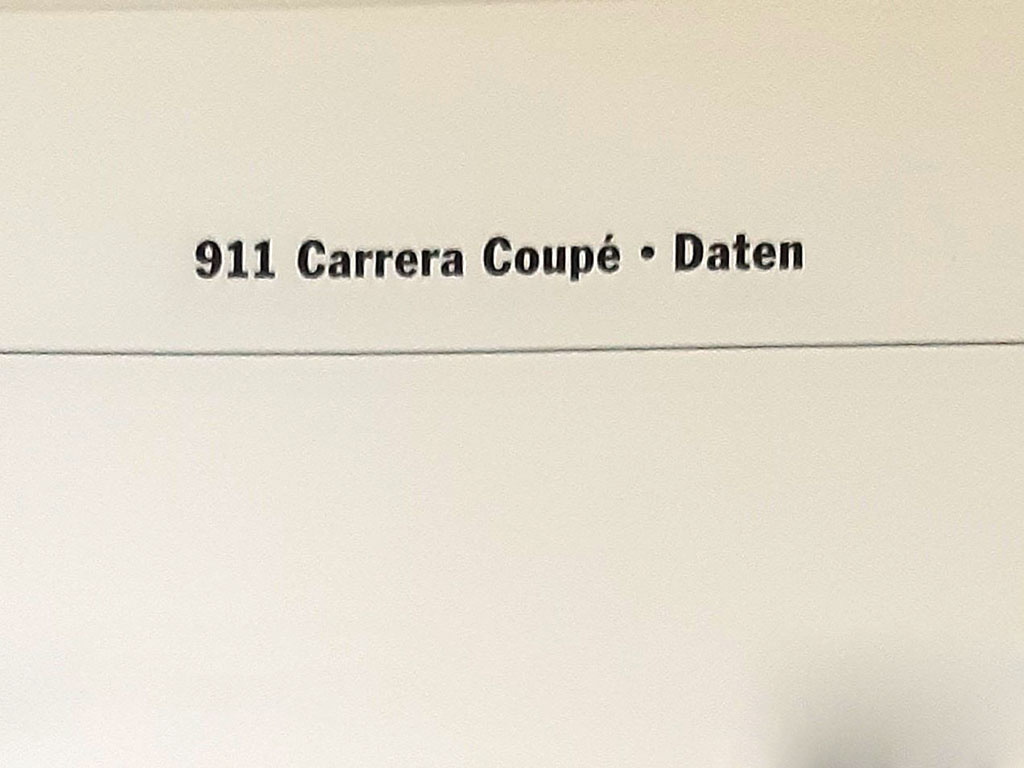 911 Carrera Coupé • Daten